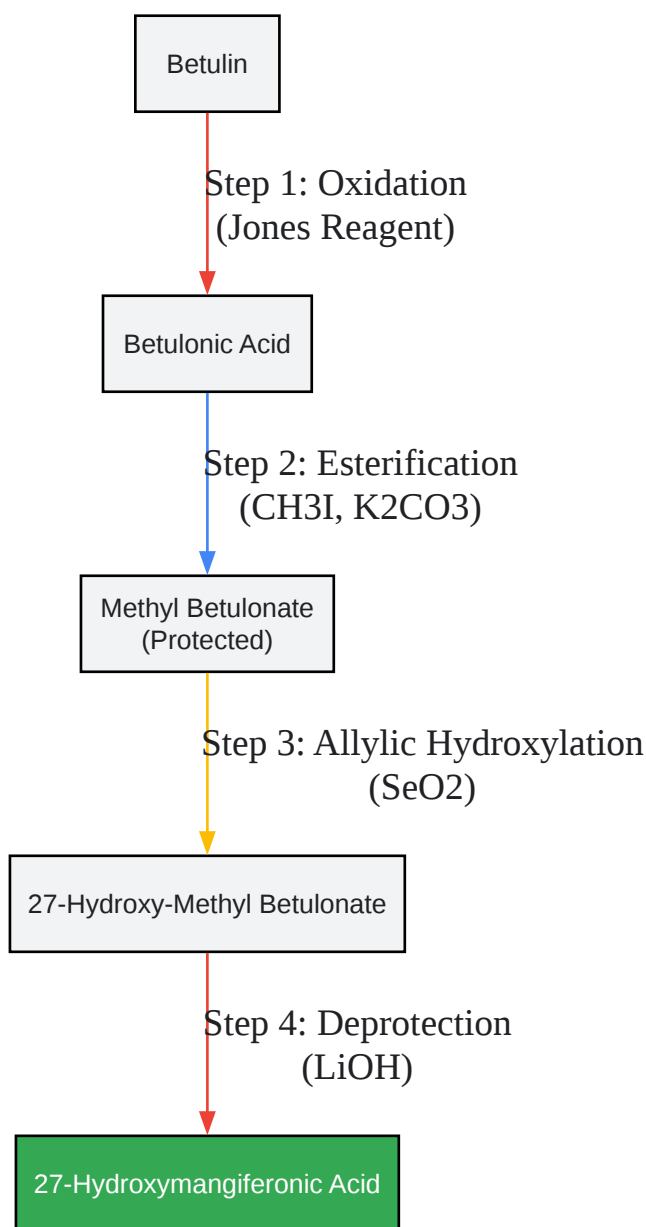 Betulin
Step 1: Oxidation
(Jones Reagent)
Betulonic Acid
Step 2: Esterification
(CH3I, K2CO3)
Methyl Betulonate
(Protected)
Step 3: Allylic Hydroxylation
(SeO2)
27-Hydroxy-Methyl Betulonate
Step 4: Deprotection
(LiOH)
27-Hydroxymangiferonic Acid